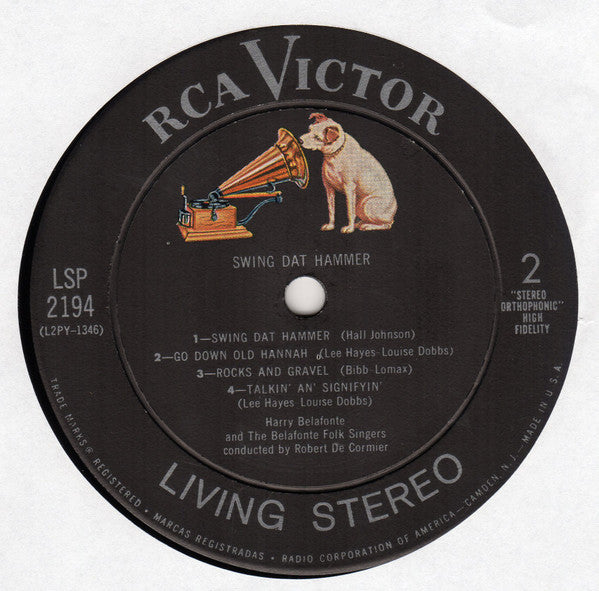 RCA VICTOR
SWING DAT HAMMER
LSP
2194
(L2PY-1346)
2
"STEREO
ORTHOPHONIC"
HIGH
FIDELITY
1—SWING DAT HAMMER (Hall Johnson)
2—GO DOWN OLD HANNAH (Lee Hayes-Louise Dobbs)
3—ROCKS AND GRAVEL (Bibb-Lomax)
4—TALKIN' AN' SIGNIFYIN'
(Lee Hayes-Louise Dobbs)
Harry Belafonte
and The Belafonte Folk Singers
conducted by Robert De Cormier
LIVING STEREO
TRADE MARKS® REGISTERED • MARCAS REGISTRADAS • RADIO CORPORATION OF AMERICA—CAMDEN, N. J.—MADE IN U.S.A.